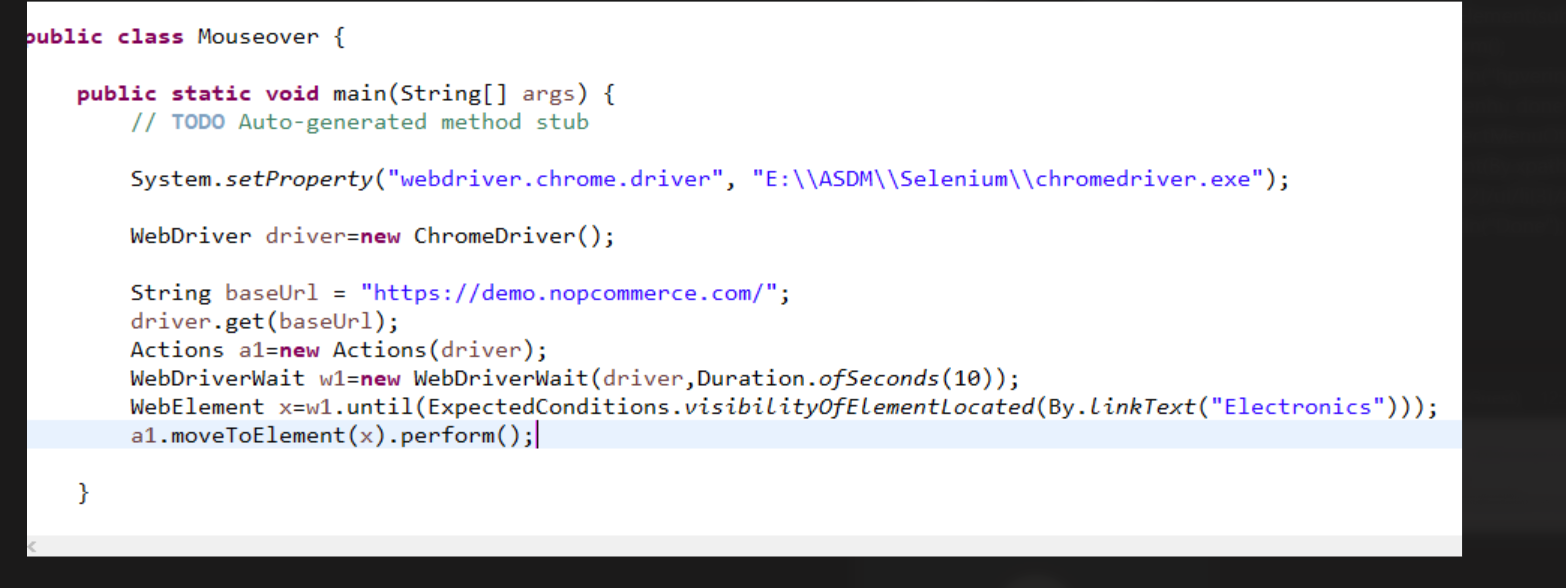 public class Mouseover {
public static void main(String[] args) {
// TODO Auto-generated method stub
System.setProperty("webdriver.chrome.driver", "E:\\ASDM\\Selenium\\chromedriver.exe");
WebDriver driver=new ChromeDriver();
String baseUrl = "https://demo.nopcommerce.com/";
driver.get(baseUrl);
Actions a1=new Actions(driver);
WebDriverWait w1=new WebDriverWait(driver,Duration.ofSeconds(10));
WebElement x=w1.until(ExpectedConditions.visibilityOfElementLocated(By.linkText("Electronics")));
a1.moveToElement(x).perform();
}